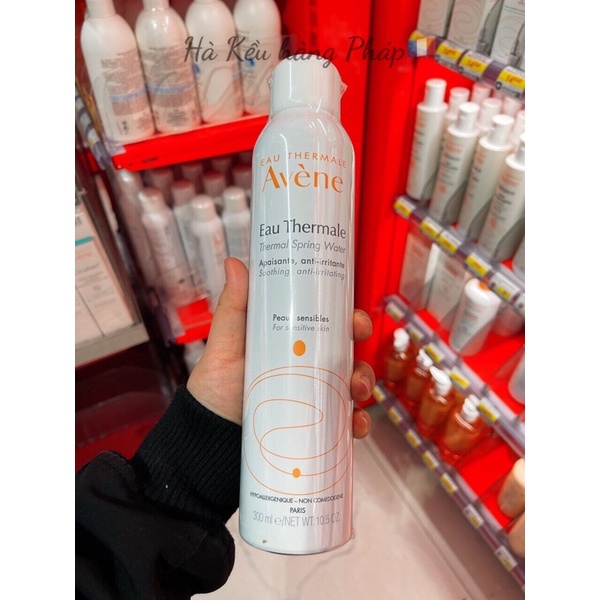 Hà Kều hàng Pháp🇫🇷
EAU THERMALE
Avène
Eau Thermale
Thermal Spring Water
Apaisante, anti-irritante
Soothing, anti-irritating
Peaux sensibles
For sensitive skin
HYPOALLERGENIQUE – NON COMEDOGENE
PARIS
300 ml e/NET WT. 10.5 OZ.